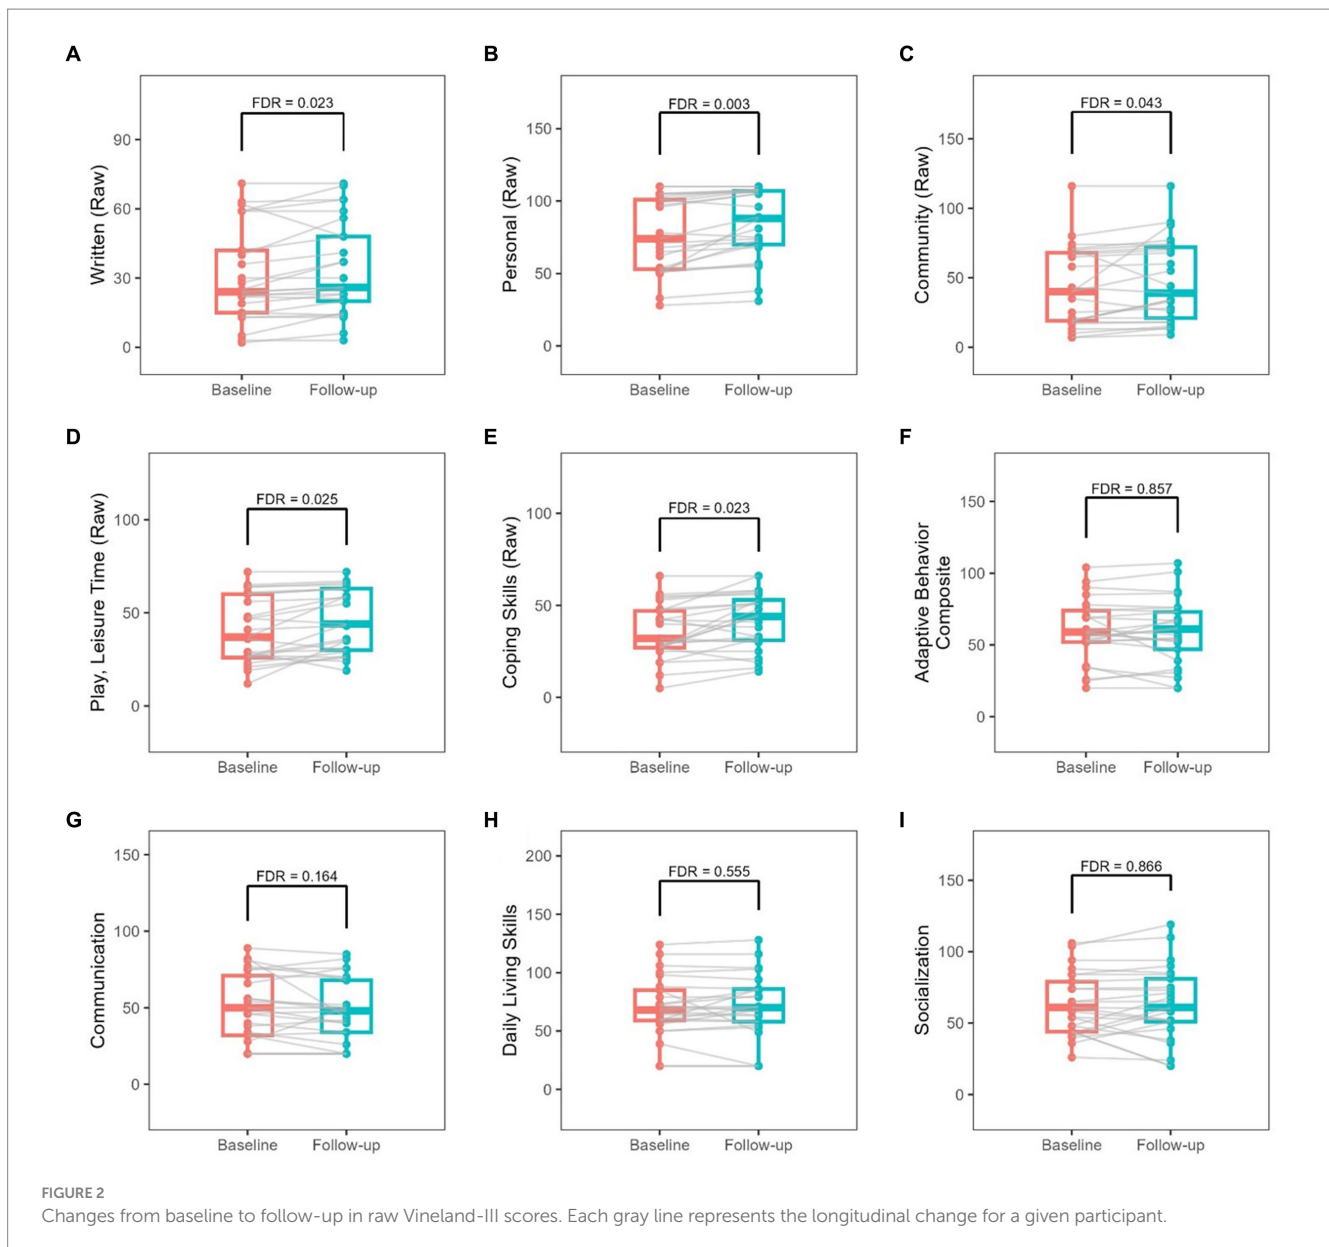 A
FDR = 0.023
90
60
30
0
Written (Raw)
Baseline Follow-up
B
FDR = 0.003
150
100
50
0
Personal (Raw)
Baseline Follow-up
C
FDR = 0.043
150
100
50
0
Community (Raw)
Baseline Follow-up
D
FDR = 0.025
100
50
0
Play, Leisure Time (Raw)
Baseline Follow-up
E
FDR = 0.023
100
50
0
Coping Skills (Raw)
Baseline Follow-up
F
FDR = 0.857
150
100
50
0
Adaptive Behavior
Composite
Baseline Follow-up
G
FDR = 0.164
150
100
50
0
Communication
Baseline Follow-up
H
FDR = 0.555
200
150
100
50
0
Daily Living Skills
Baseline Follow-up
I
FDR = 0.866
150
100
50
0
Socialization
Baseline Follow-up
FIGURE 2
Changes from baseline to follow-up in raw Vineland-III scores. Each gray line represents the longitudinal change for a given participant.